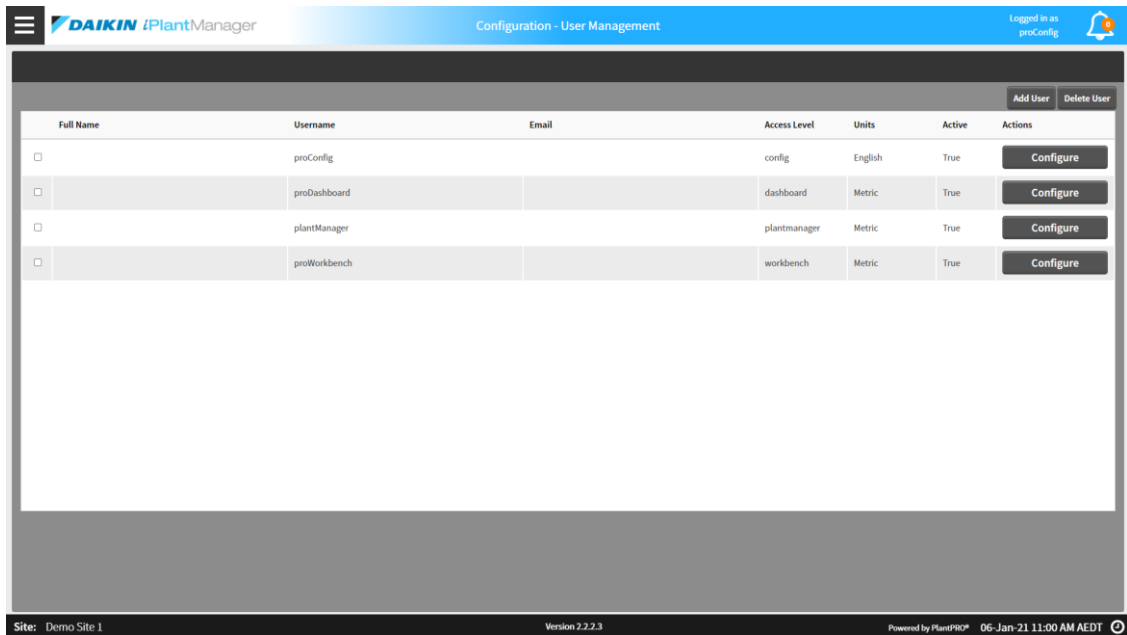 DAIKIN iPlantManager
Configuration - User Management
Logged in as
proConfig
0
Add User Delete User
Full Name Username Email Access Level Units Active Actions
proConfig config English True Configure
proDashboard dashboard Metric True Configure
plantManager plantmanager Metric True Configure
proWorkbench workbench Metric True Configure
Site: Demo Site 1 Version 2.2.2.3 Powered by PlantPRO® 06-Jan-21 11:00 AM AEDT